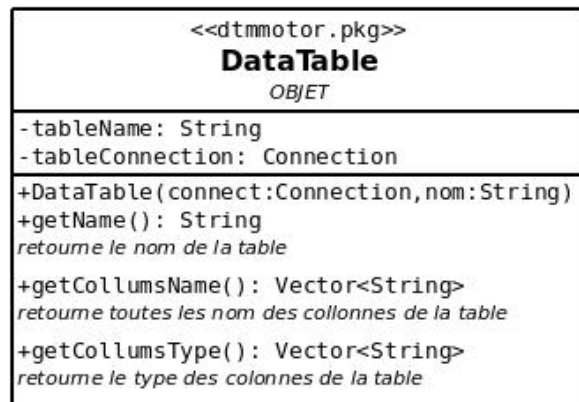 <<dtmmotor.pkg>>
DataTable
OBJET
-tableName: String
-tableConnection: Connection
+DataTable(connect:Connection,nom:String)
+getName(): String
retourne le nom de la table
+getCollumsName(): Vector<String>
retourne toutes les nom des collonnes de la table
+getCollumsType(): Vector<String>
retourne le type des colonnes de la table